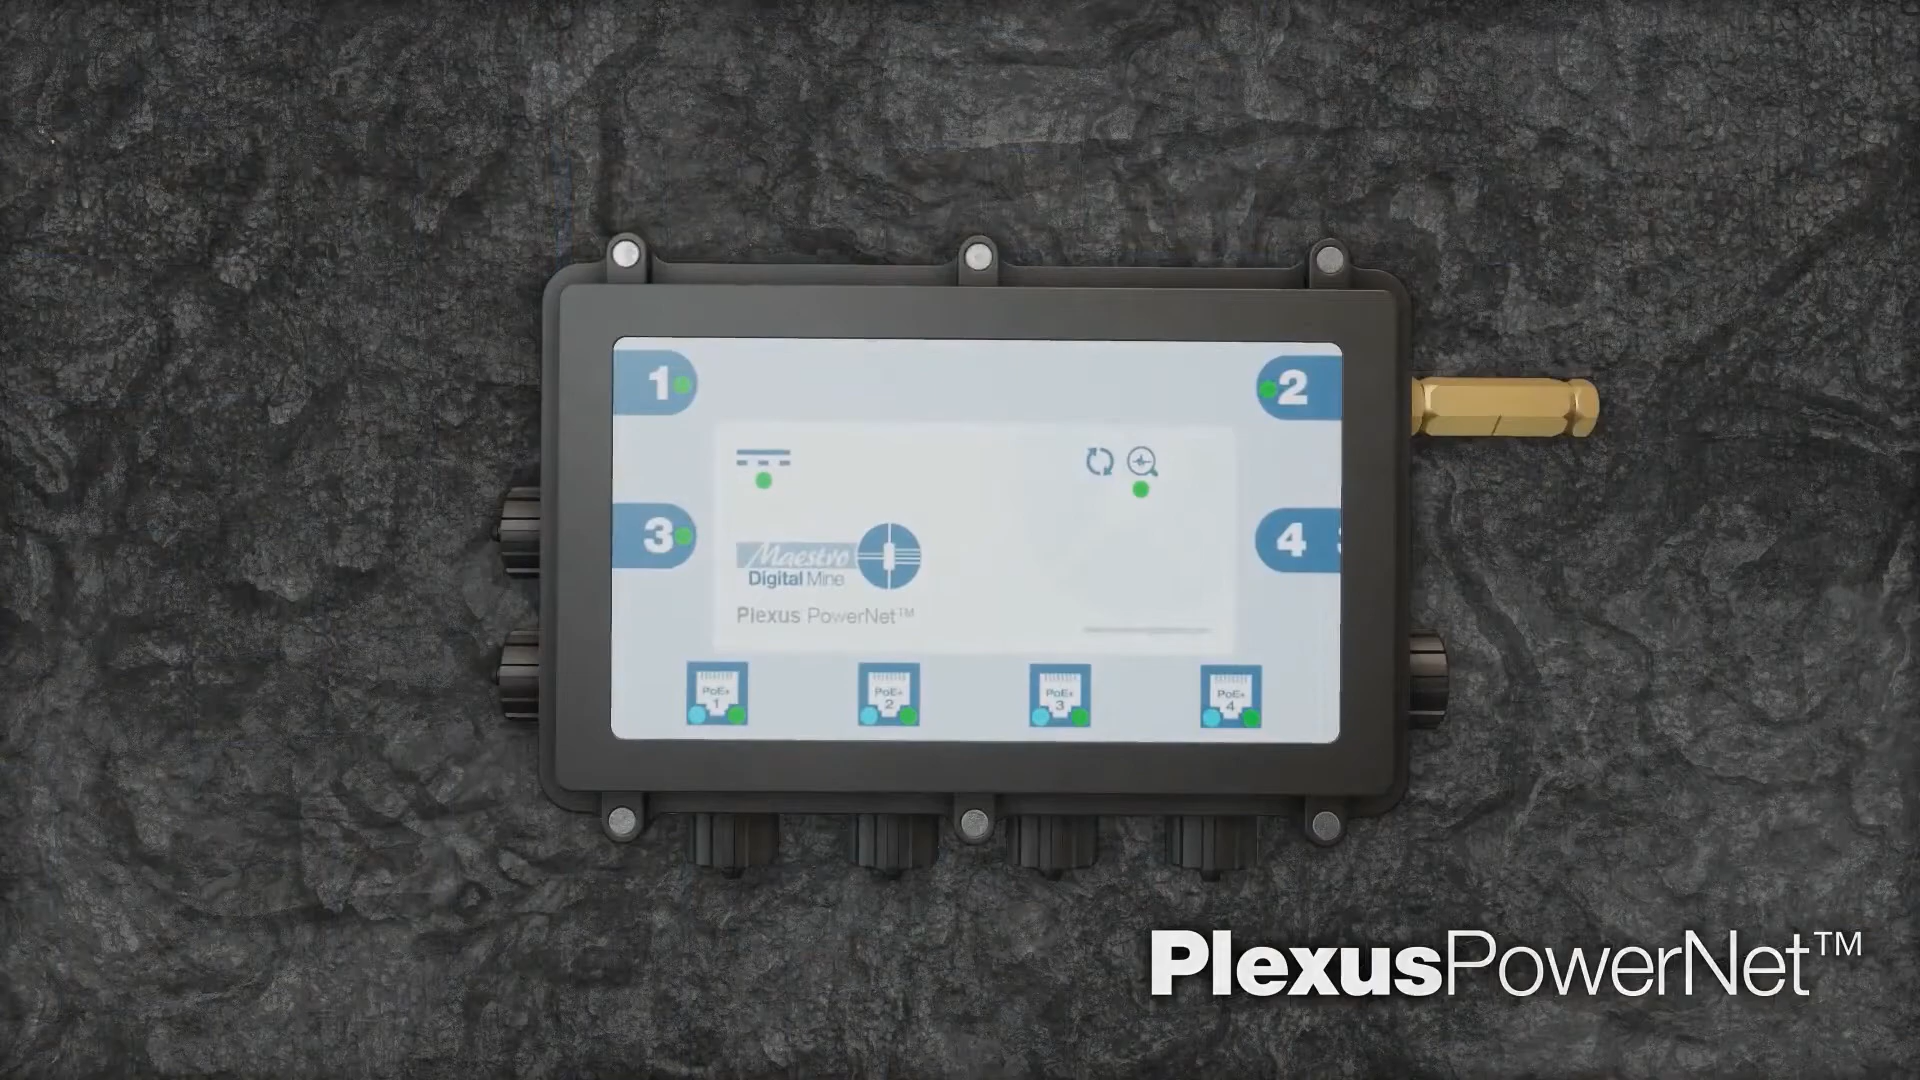 1
2
3
4
Maestro
Digital Mine
Plexus PowerNet™
PoE+
1
PoE+
2
PoE+
3
PoE+
4
PlexusPowerNet™